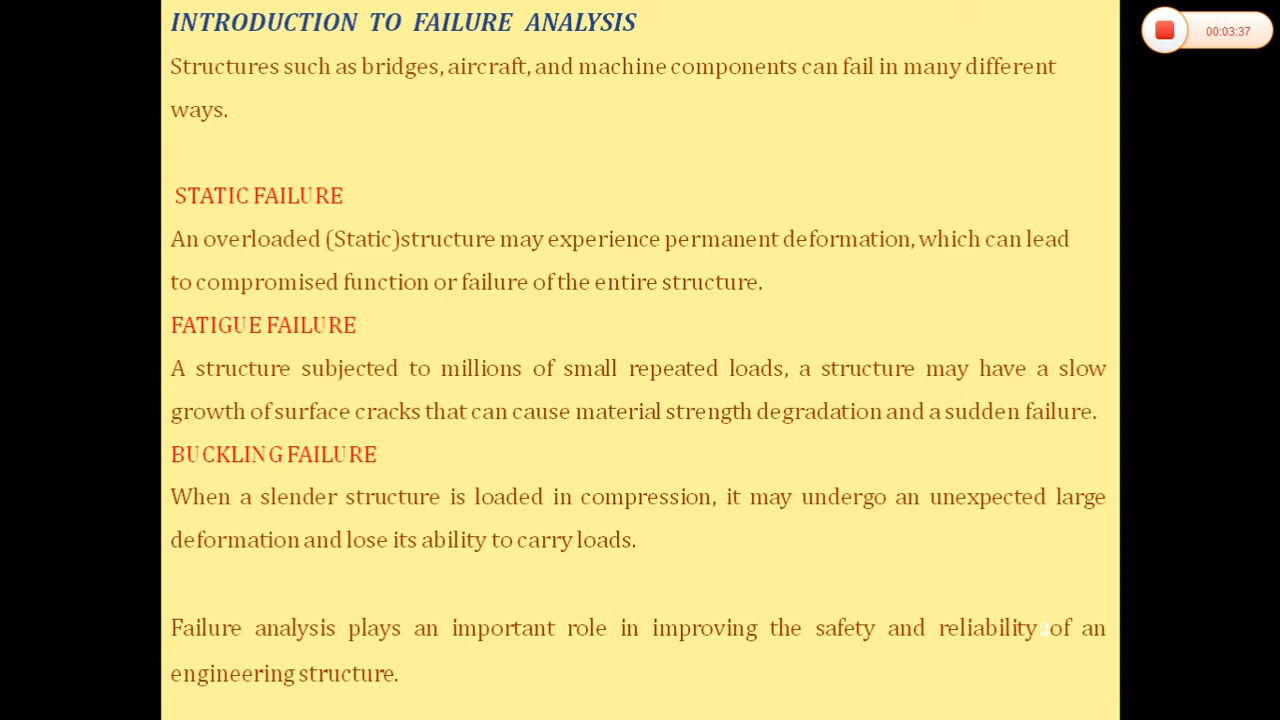 INTRODUCTION TO FAILURE ANALYSIS
00:03:37
Structures such as bridges, aircraft, and machine components can fail in many different
ways.
STATIC FAILURE
An overloaded (Static)structure may experience permanent deformation, which can lead
to compromised function or failure of the entire structure.
FATIGUE FAILURE
A structure subjected to millions of small repeated loads, a structure may have a slow
growth of surface cracks that can cause material strength degradation and a sudden failure.
BUCKLING FAILURE
When a slender structure is loaded in compression, it may undergo an unexpected large
deformation and lose its ability to carry loads.
Failure analysis plays an important role in improving the safety and reliability 2 of an
engineering structure.